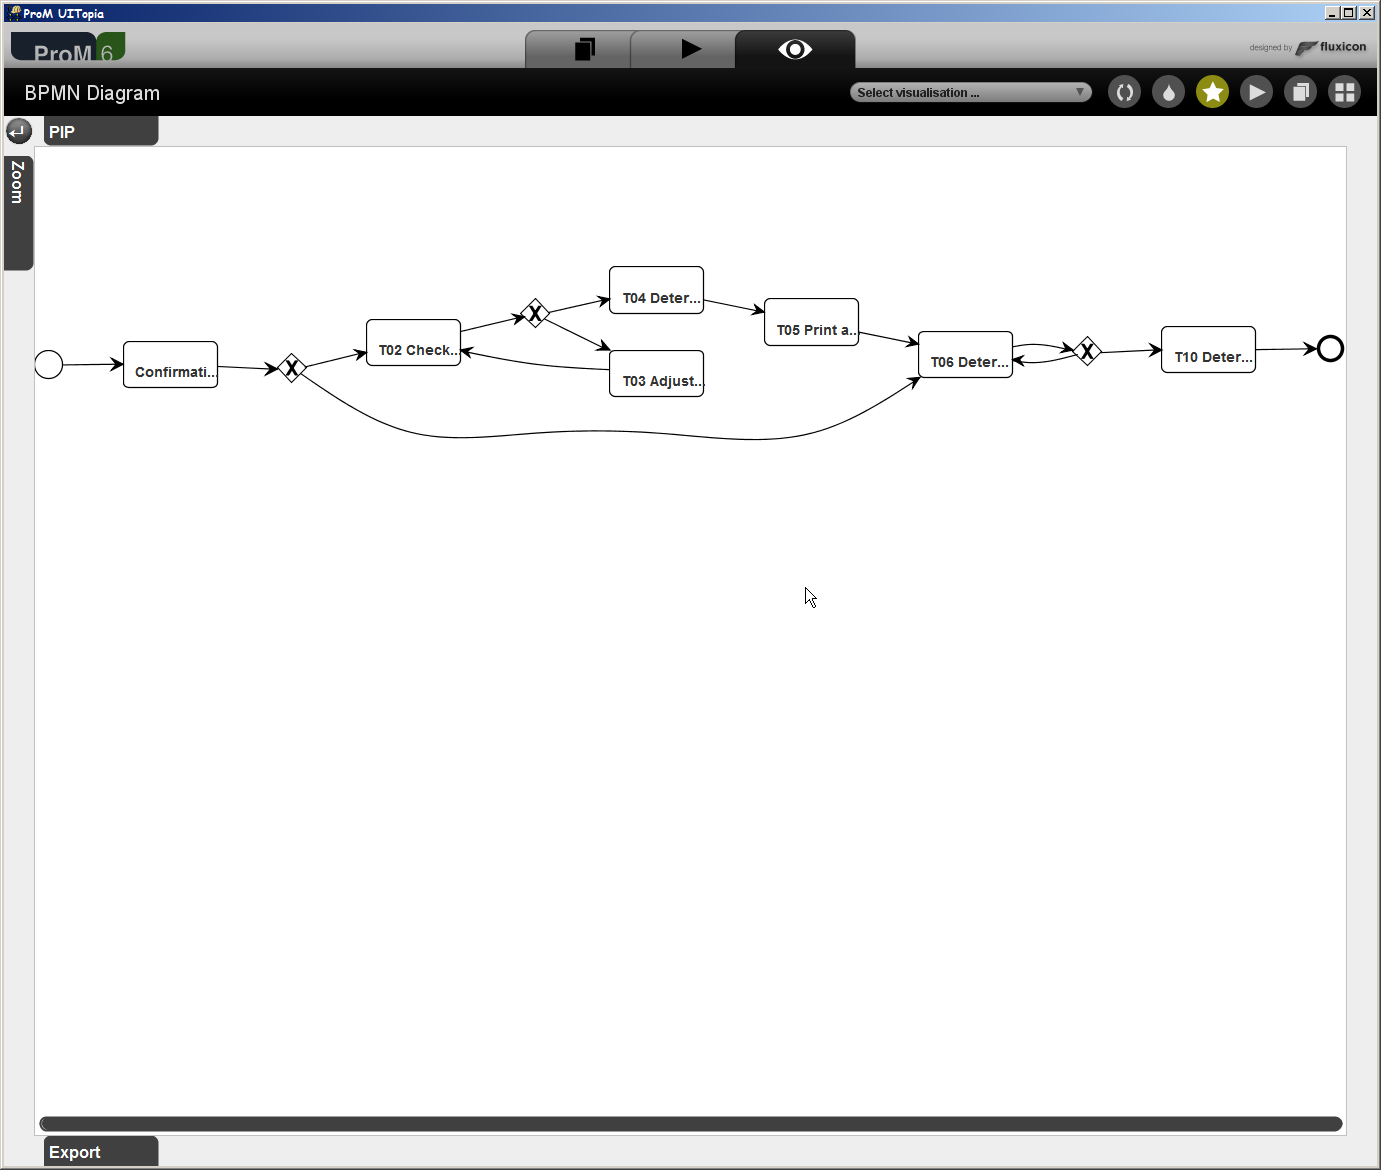 ProM UITopia
ProM 6
designed by fluxicon
BPMN Diagram
Select visualisation ...
PIP
Zoom
T04 Deter...
T05 Print a...
X
T02 Check...
T06 Deter...
X
T10 Deter...
Confirmati...
X
T03 Adjust...
Export